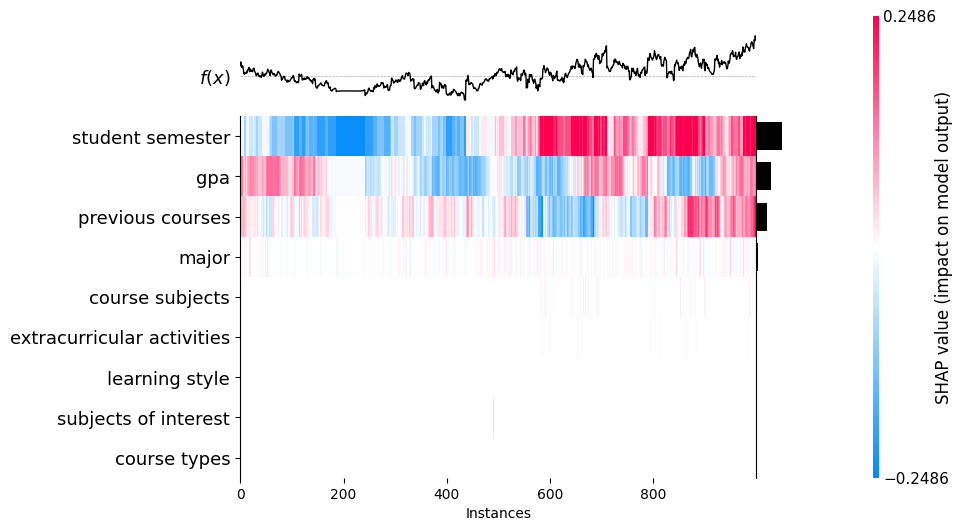 0.2486
f(x)
student semester
gpa
previous courses
major
course subjects
extracurricular activities
learning style
subjects of interest
course types
0 200 400 600 800
Instances
SHAP value (impact on model output)
−0.2486